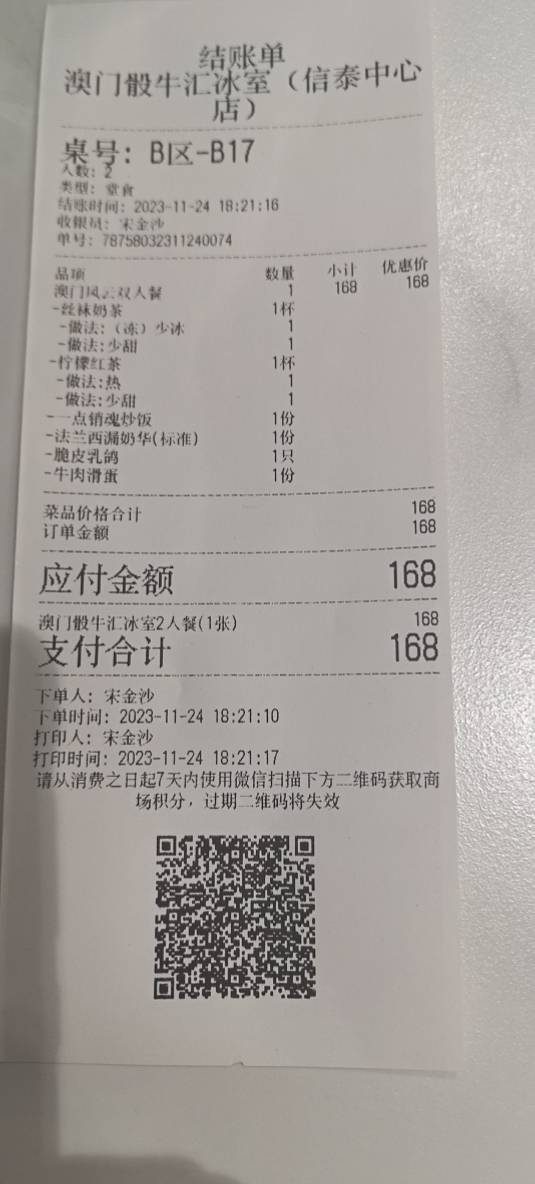 结账单
澳门骰牛汇冰室（信泰中心
店）
桌号: B区-B17
人数: 2
类型: 堂食
结账时间: 2023-11-24 18:21:16
收银员: 宋金沙
单号: 78758032311240074
品项 数量 小计 优惠价
澳门风云双人餐 1 168 168
-丝袜奶茶 1杯
-做法:（冻）少冰 1
-做法:少甜 1
-柠檬红茶 1杯
-做法:热 1
-做法:少甜 1
-一点销魂炒饭 1份
-法兰西漏奶华(标准) 1份
-脆皮乳鸽 1只
-牛肉滑蛋 1份
菜品价格合计 168
订单金额 168
应付金额 168
澳门骰牛汇冰室2人餐(1张) 168
支付合计 168
下单人: 宋金沙
下单时间: 2023-11-24 18:21:10
打印人: 宋金沙
打印时间: 2023-11-24 18:21:17
请从消费之日起7天内使用微信扫描下方二维码获取商
场积分，过期二维码将失效